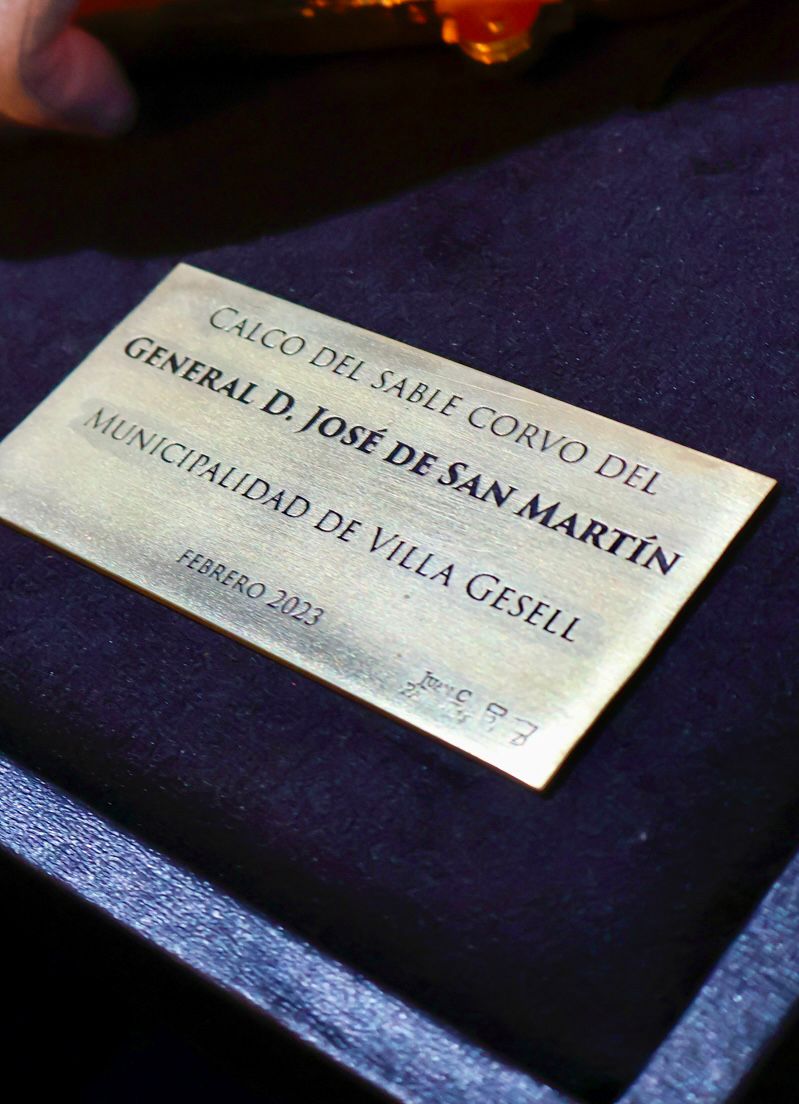 CALCO DEL SABLE CORVO DEL
GENERAL D. JOSÉ DE SAN MARTÍN
MUNICIPALIDAD DE VILLA GESELL
FEBRERO 2023